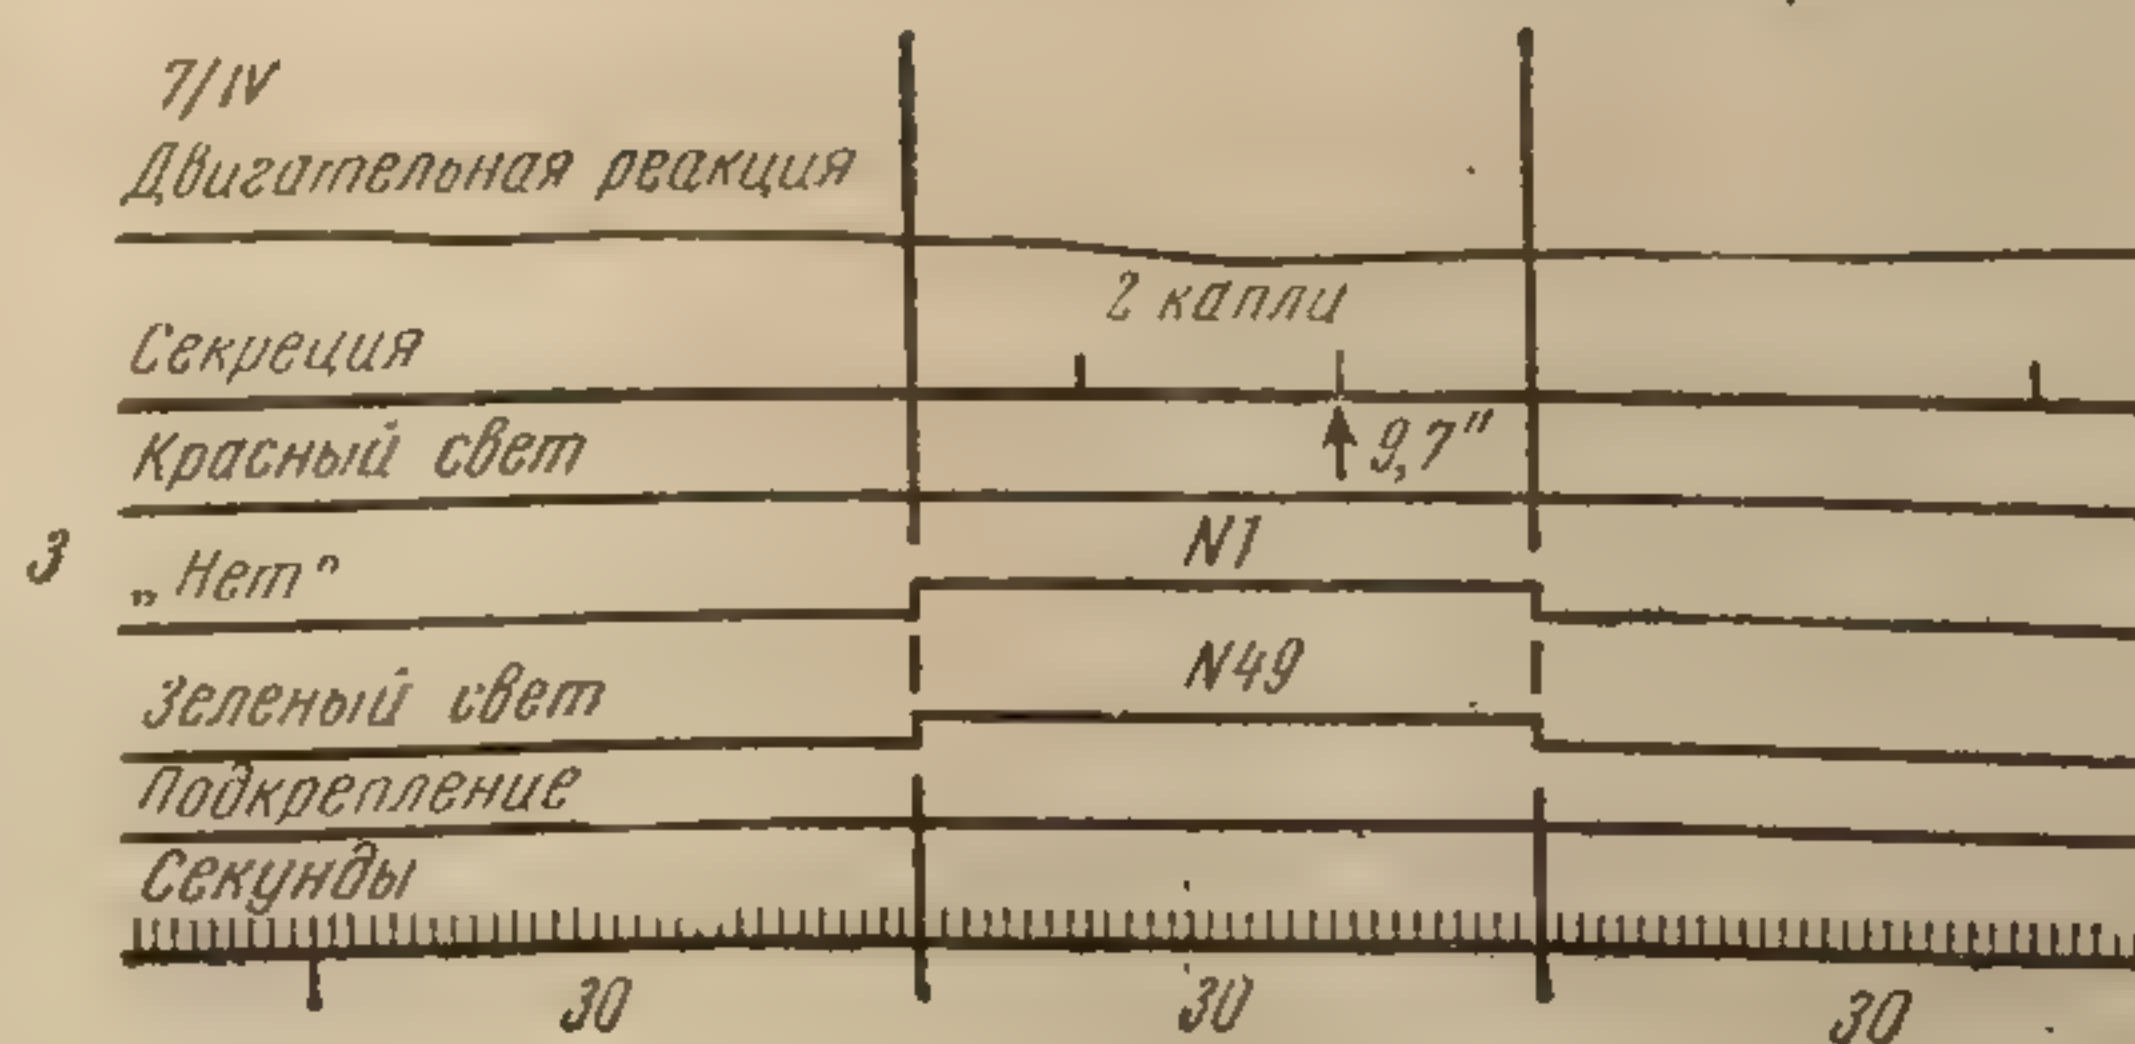 7/IV
Двигательная реакция
2 капли
Секреция
Красный свет
9,7"
N1
3
„Нет"
N49
Зеленый свет
Подкрепление
Секунды
30 30 30